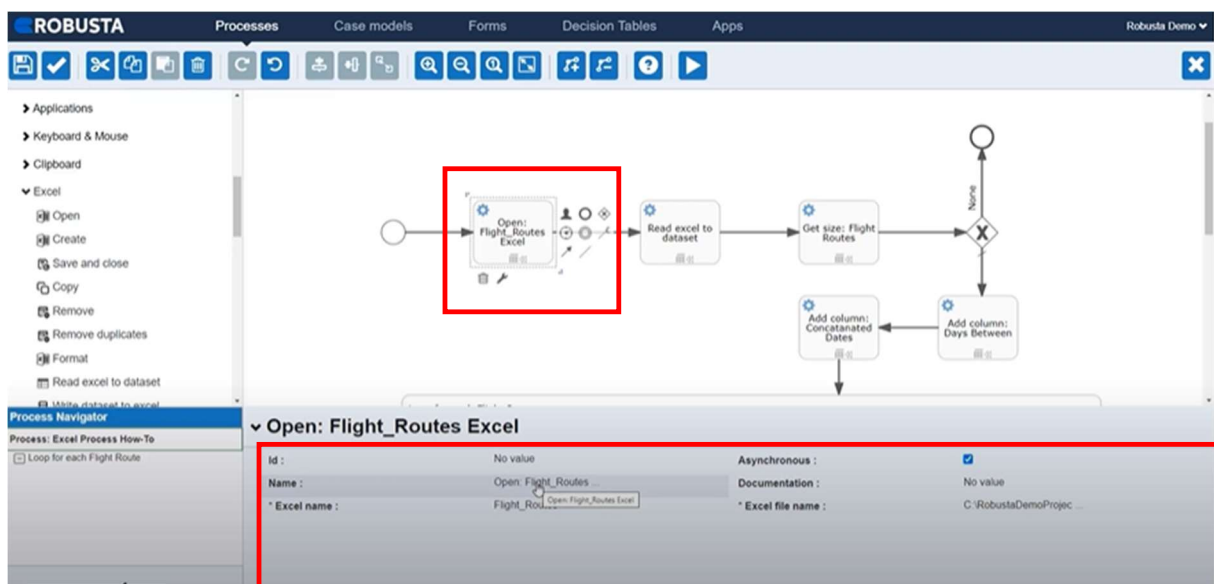 ROBUSTA Processes Case models Forms Decision Tables Apps Robusta Demo
Applications
Keyboard & Mouse
Clipboard
Excel
Open
Create
Save and close
Copy
Remove
Remove duplicates
Format
Read excel to dataset
Write dataset to excel
Open:
Flight_Routes
Excel
Read excel to
dataset
Get size: Flight
Routes
None
X
Add column:
Concatanated
Dates
Add column:
Days Between
Process Navigator
Process: Excel Process How-To
Loop for each Flight Route
Open: Flight_Routes Excel
Id : No value Asynchronous :
Name : Open: Flight_Routes ... Documentation : No value
Open: Flight_Routes Excel
* Excel name : * Excel file name : C:\RobustaDemoProjec ...